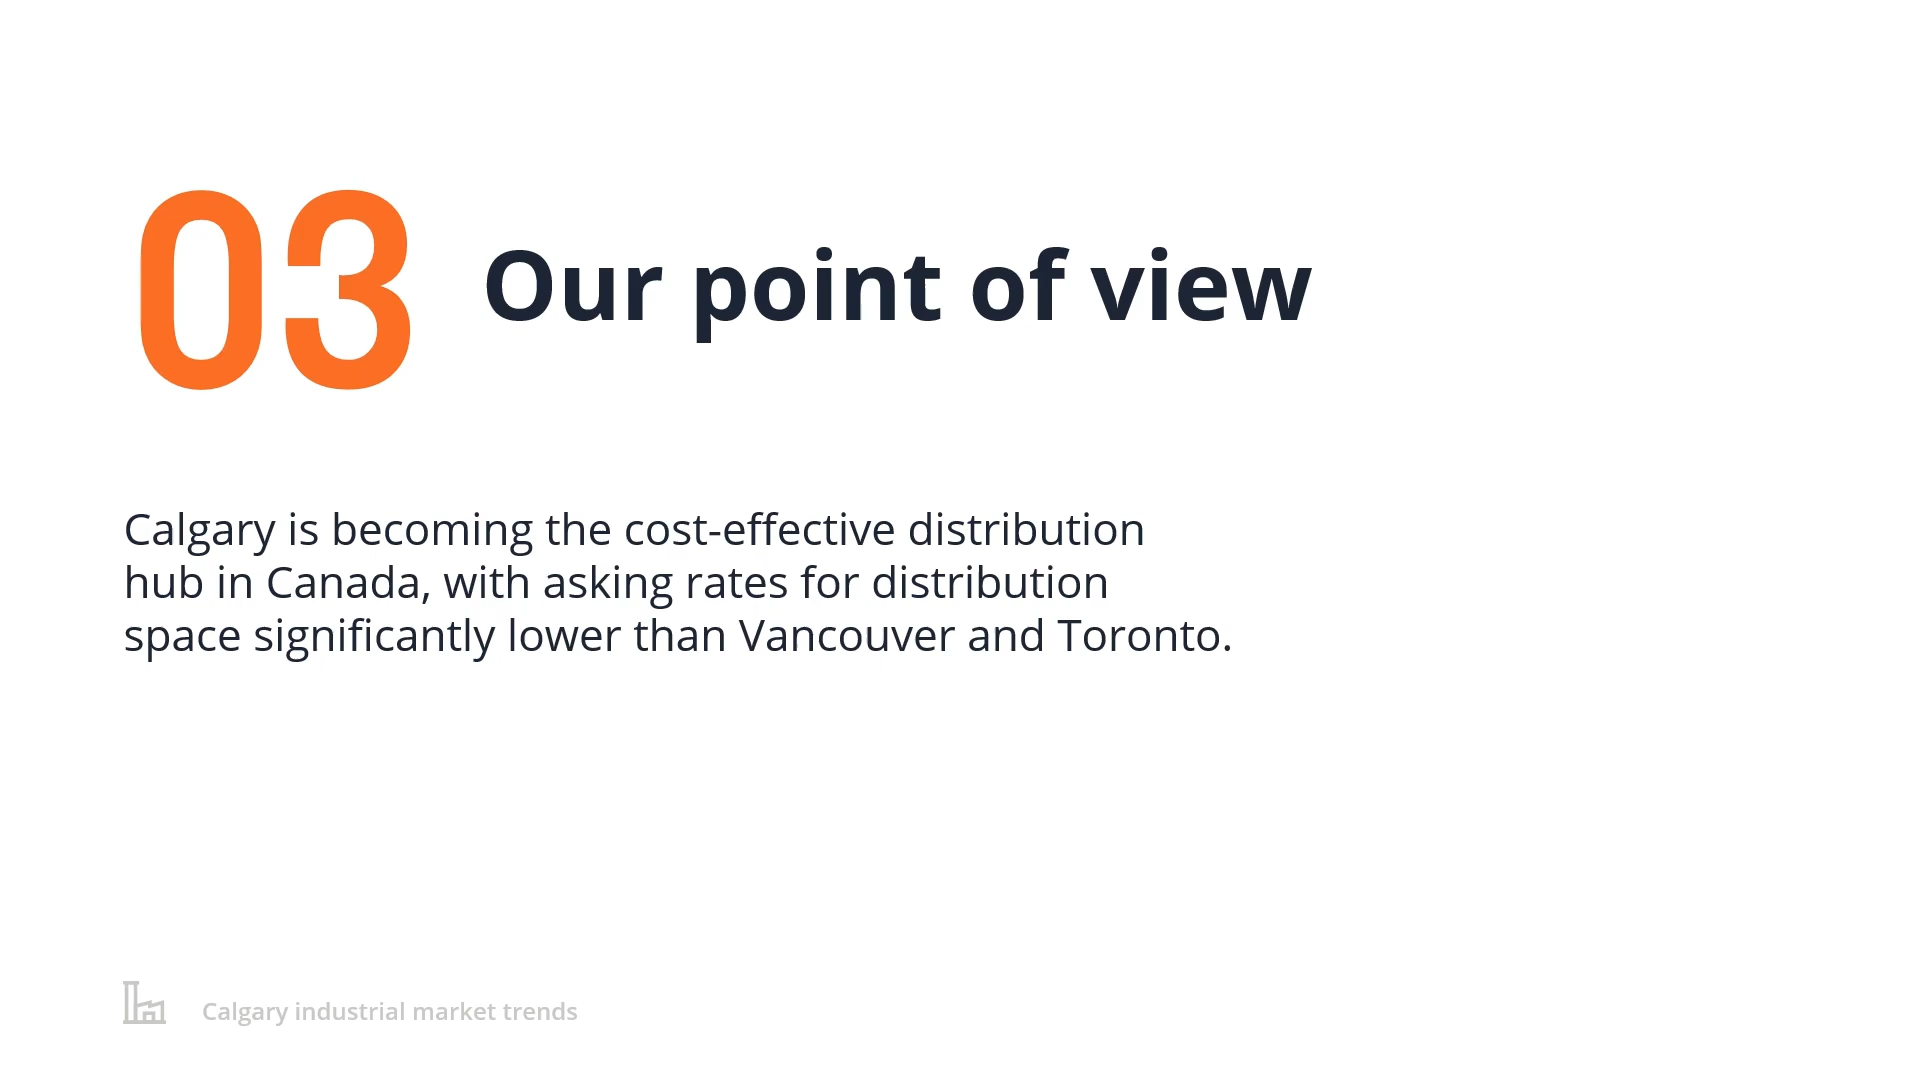 03
Our point of view
Calgary is becoming the cost-effective distribution
hub in Canada, with asking rates for distribution
space significantly lower than Vancouver and Toronto.
Calgary industrial market trends